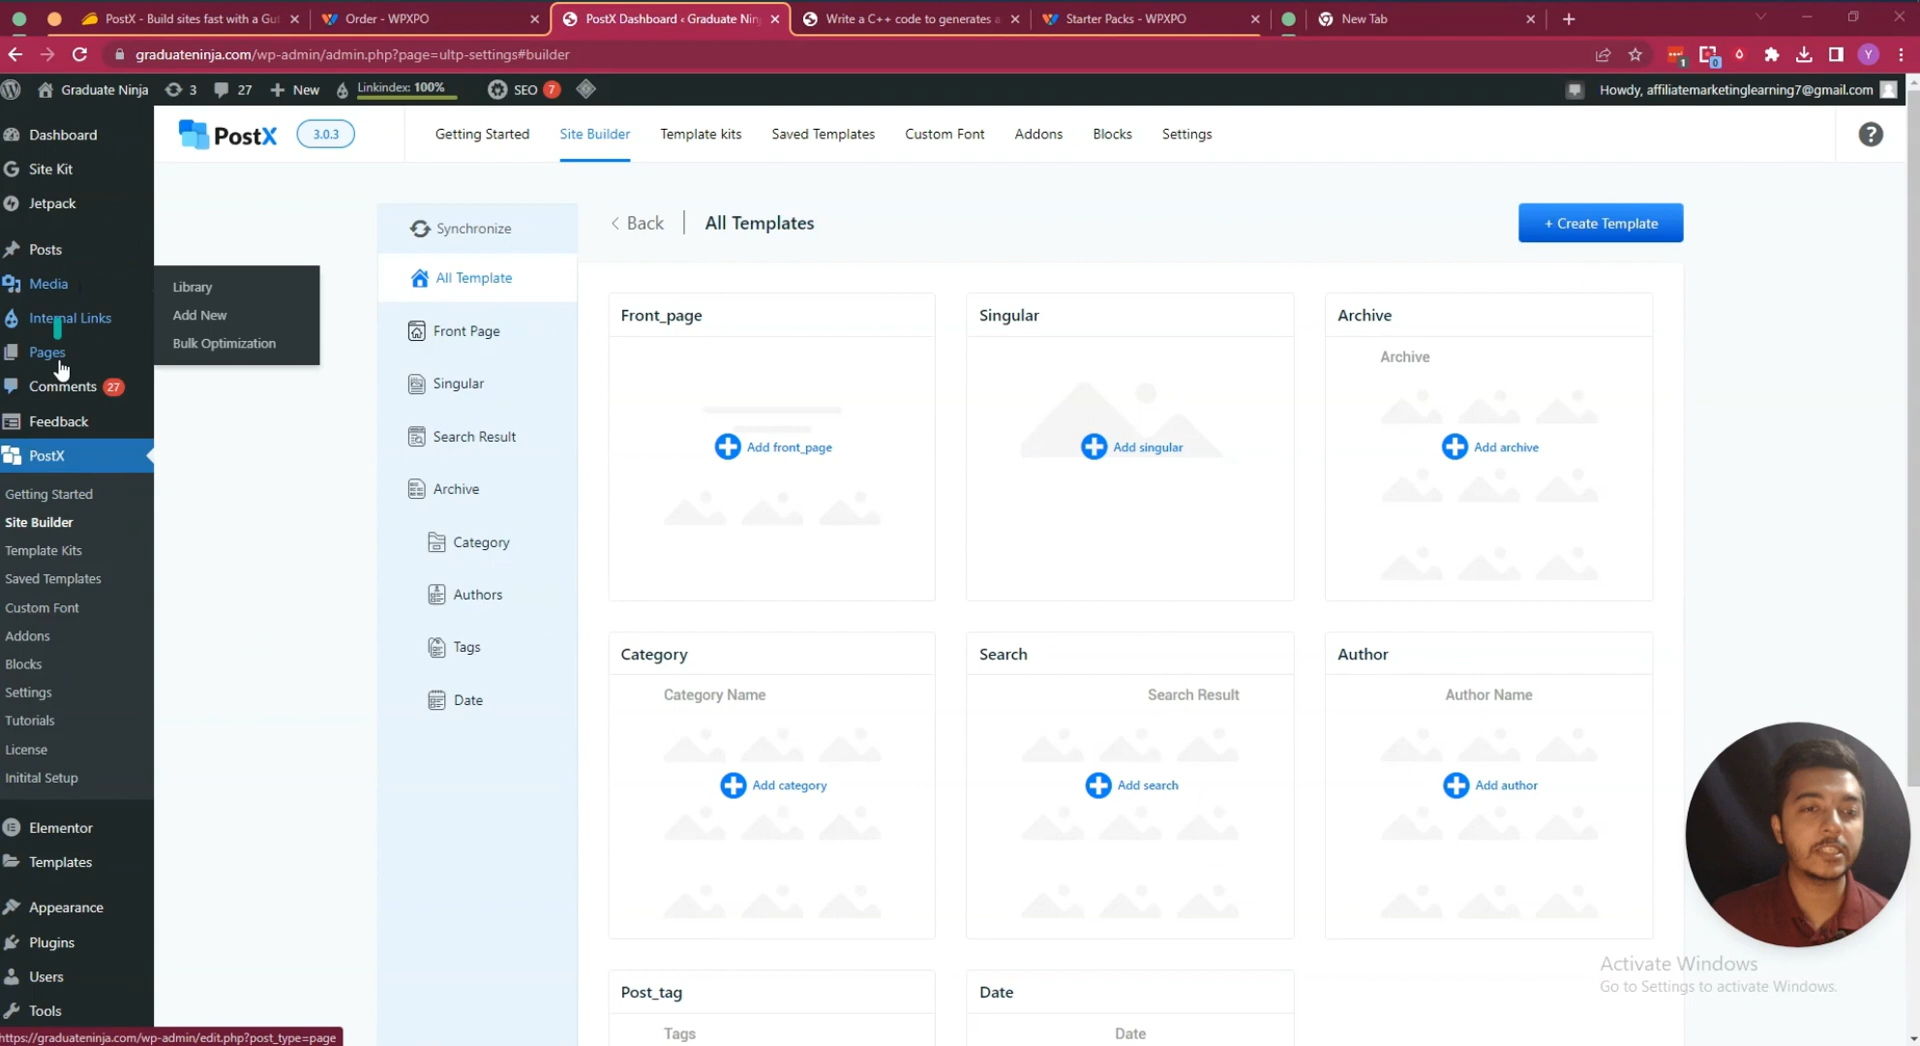 PostX - Build sites fast with a Gu
Order - WPXPO
PostX Dashboard ‹ Graduate Nin
Write a C++ code to generates a
Starter Packs - WPXPO
New Tab
graduateninja.com/wp-admin/admin.php?page=ultp-settings#builder
1
0
Y
Graduate Ninja
3
27
New
Linkindex: 100%
SEO 7
Howdy, affiliatemarketinglearning7@gmail.com
Dashboard
Site Kit
Jetpack
Posts
Media
Internal Links
Pages
Comments 27
Feedback
PostX
Getting Started
Site Builder
Template Kits
Saved Templates
Custom Font
Addons
Blocks
Settings
Tutorials
License
Initital Setup
Elementor
Templates
Appearance
Plugins
Users
Tools
https://graduateninja.com/wp-admin/edit.php?post_type=page
Library
Add New
Bulk Optimization
PostX 3.0.3
Getting Started
Site Builder
Template kits
Saved Templates
Custom Font
Addons
Blocks
Settings
?
Synchronize
All Template
Front Page
Singular
Search Result
Archive
Category
Authors
Tags
Date
< Back
All Templates
+ Create Template
Front_page
Add front_page
Singular
Add singular
Archive
Archive
Add archive
Category
Category Name
Add category
Search
Search Result
Add search
Author
Author Name
Add author
Post_tag
Tags
Date
Date
Activate Windows
Go to Settings to activate Windows.